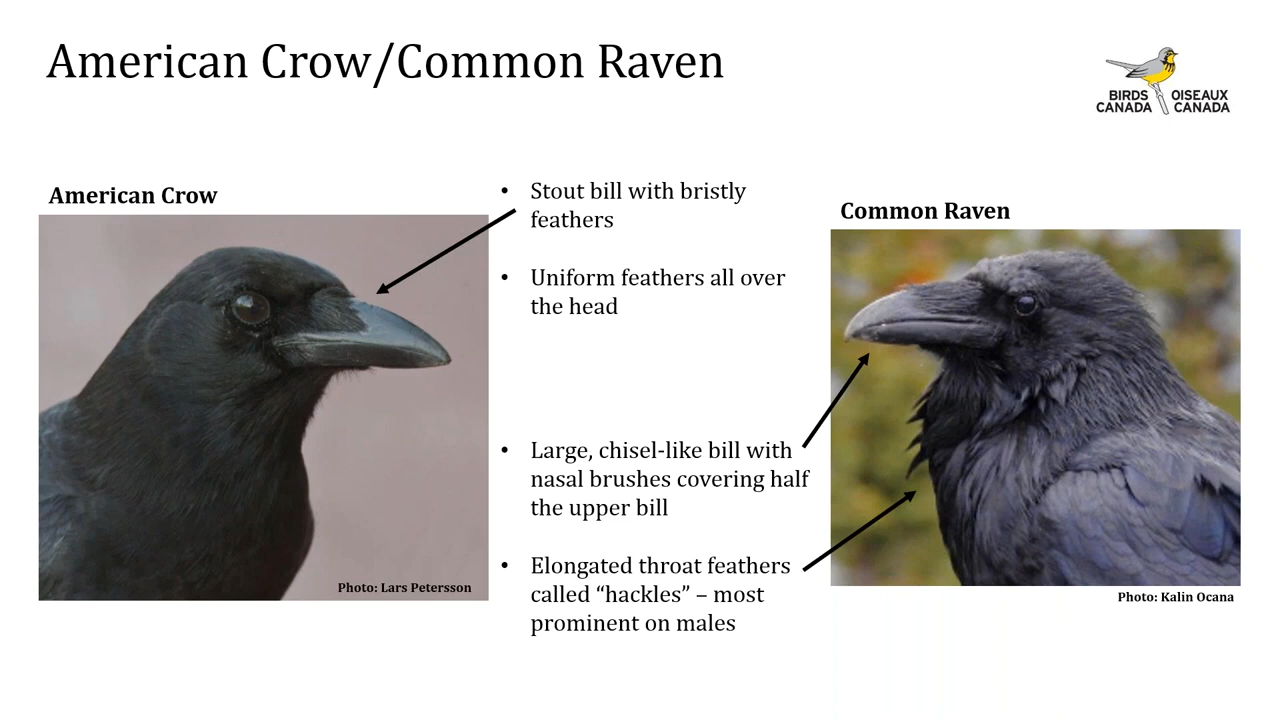 American Crow/Common Raven
BIRDS CANADA
OISEAUX CANADA
American Crow
• Stout bill with bristly
feathers
• Uniform feathers all over
the head
Common Raven
• Large, chisel-like bill with
nasal brushes covering half
the upper bill
• Elongated throat feathers
called “hackles” – most
prominent on males
Photo: Lars Petersson
Photo: Kalin Ocana